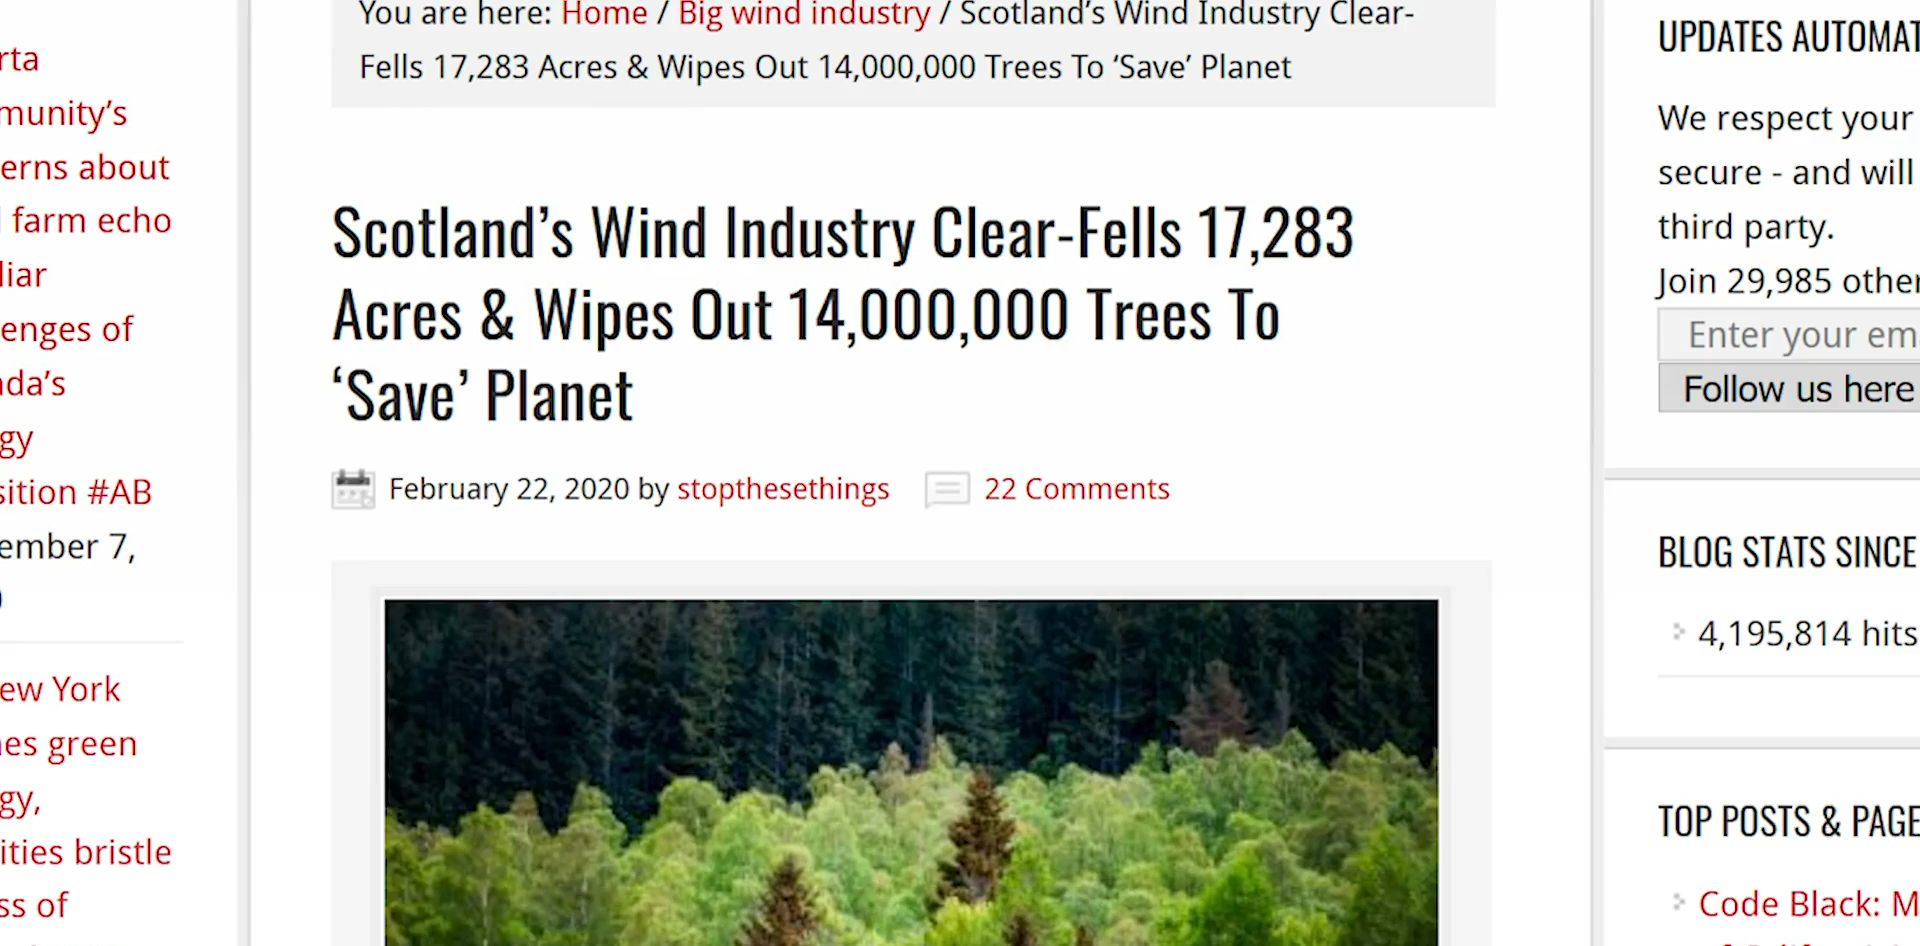 You are here: Home / Big wind industry / Scotland’s Wind Industry Clear-
Fells 17,283 Acres & Wipes Out 14,000,000 Trees To ‘Save’ Planet
Scotland’s Wind Industry Clear-Fells 17,283
Acres & Wipes Out 14,000,000 Trees To
‘Save’ Planet
February 22, 2020 by stopthesethings
22 Comments
rta
munity’s
erns about
farm echo
liar
enges of
ada’s
gy
sition #AB
ember 7,
ew York
nes green
gy,
ities bristle
ss of
UPDATES AUTOMAT
We respect your
secure - and will
third party.
Join 29,985 other
Enter your em
Follow us here
BLOG STATS SINCE
4,195,814 hits
TOP POSTS & PAGE
Code Black: M